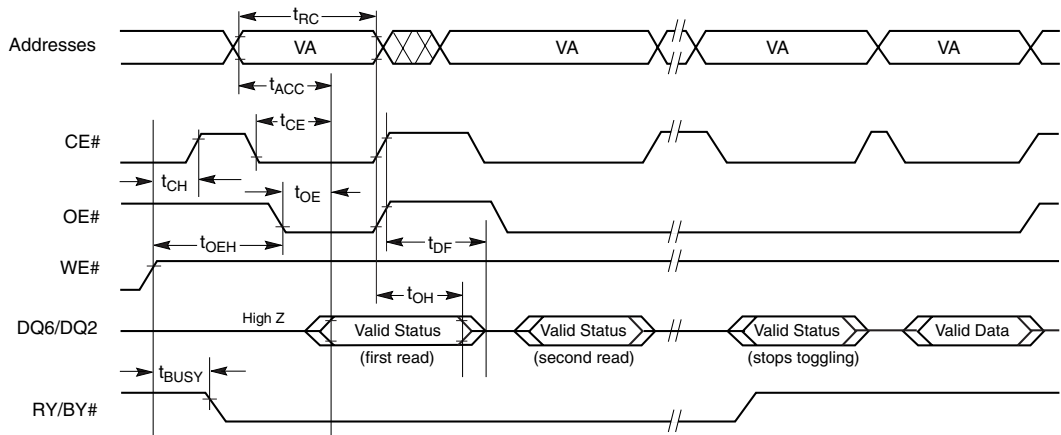 tRC
Addresses VA VA VA VA
tACC
tCE
CE#
tCH
tOE
OE#
tOEH
tDF
WE#
tOH
High Z
DQ6/DQ2 Valid Status Valid Status Valid Status Valid Data
(first read) (second read) (stops toggling)
tBUSY
RY/BY#